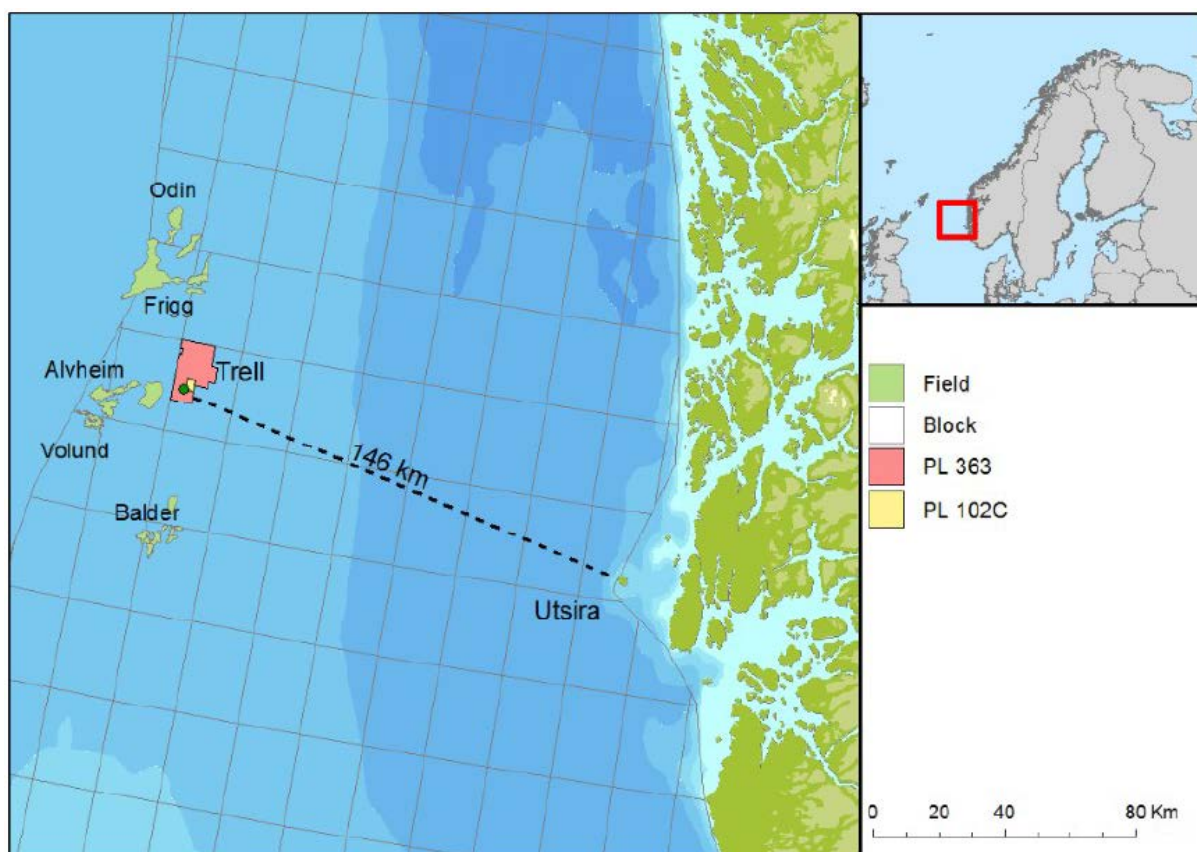 Odin
Frigg
Alvheim
Trell
Volund
146 km
Balder
Utsira
Field
Block
PL 363
PL 102C
0 20 40 80 Km